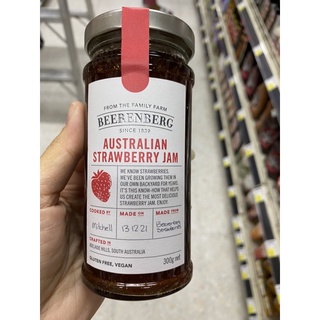 FROM THE FAMILY FARM
BEERENBERG
SINCE 1839
AUSTRALIAN
STRAWBERRY JAM
WE KNOW STRAWBERRIES.
WE'VE BEEN GROWING THEM IN
OUR OWN BACKYARD FOR YEARS.
IT'S THIS KNOW-HOW THAT HELPS
US CREATE THE MOST DELICIOUS
STRAWBERRY JAM. ENJOY.
COOKED BY MADE ON MADE FROM
Mitchell 13.12.21 Beerenberg Strawberries
CRAFTED IN
ADELAIDE HILLS, SOUTH AUSTRALIA
GLUTEN FREE, VEGAN
300g net